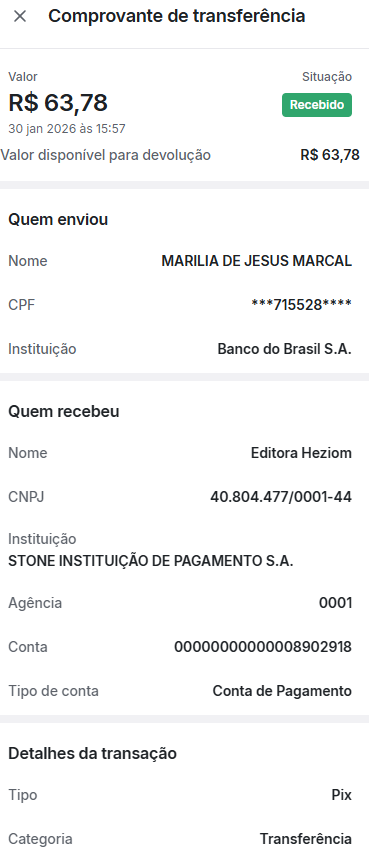 Comprovante de transferência
Valor
Situação
R$ 63,78
Recebido
30 jan 2026 às 15:57
Valor disponível para devolução
R$ 63,78
Quem enviou
Nome
MARILIA DE JESUS MARCAL
CPF
***715528****
Instituição
Banco do Brasil S.A.
Quem recebeu
Nome
Editora Heziom
CNPJ
40.804.477/0001-44
Instituição
STONE INSTITUIÇÃO DE PAGAMENTO S.A.
Agência
0001
Conta
00000000000008902918
Tipo de conta
Conta de Pagamento
Detalhes da transação
Tipo
Pix
Categoria
Transferência